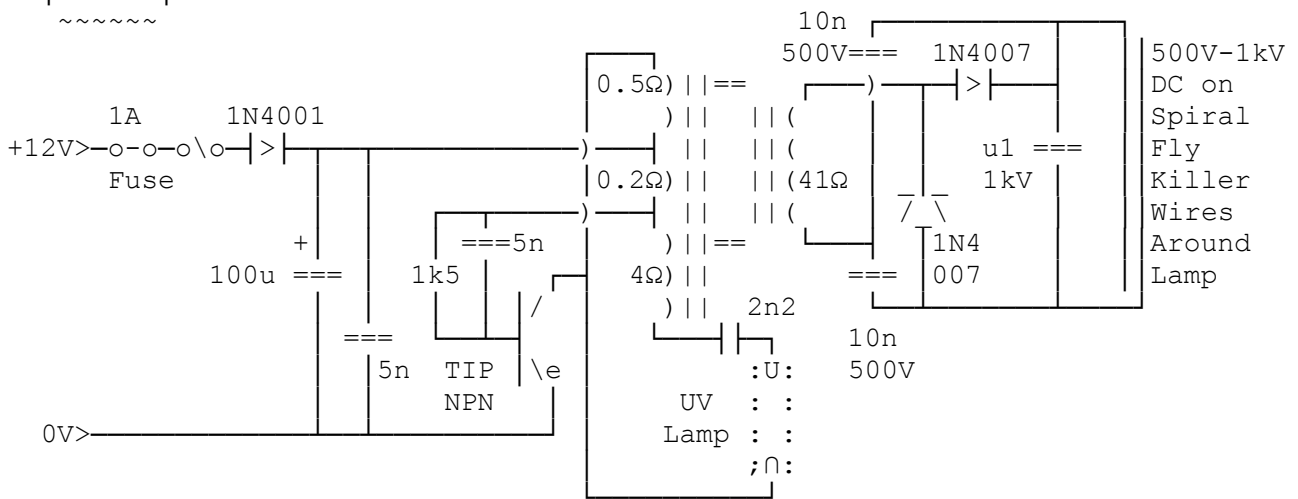 10n
500V 1N4007 500V-1kV
0.5Ω DC on
1A 1N4001 Spiral
+12V> u1 Fly
Fuse 0.2Ω 41Ω 1kV Killer
Wires
+ 5n 1N4 Around
100u 1k5 4Ω 007 Lamp
2n2
10n
5n TIP e U 500V
NPN UV
0V> Lamp